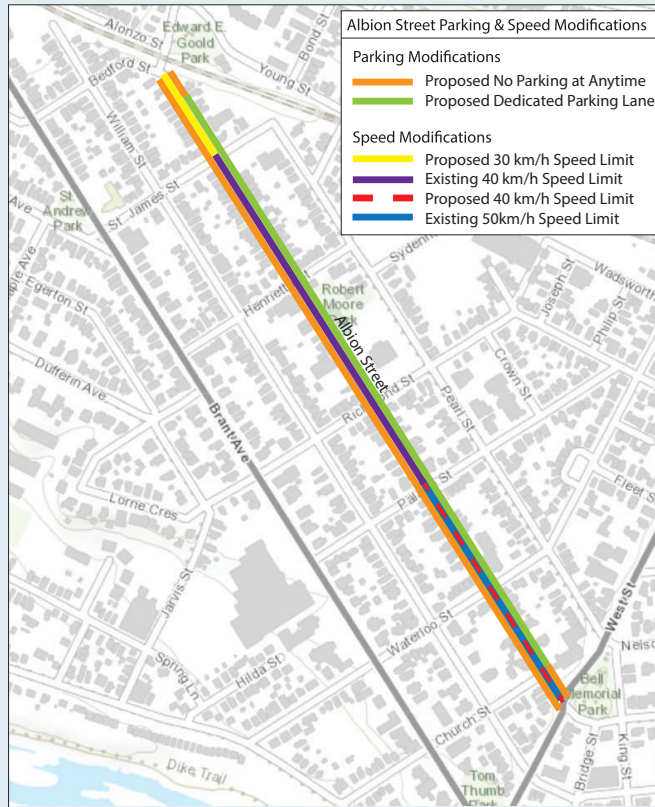 Albion Street Parking & Speed Modifications
Parking Modifications
Proposed No Parking at Anytime
Proposed Dedicated Parking Lane
Speed Modifications
Proposed 30 km/h Speed Limit
Existing 40 km/h Speed Limit
Proposed 40 km/h Speed Limit
Existing 50km/h Speed Limit
Alonzo St
Edward E.
Goold
Park
Bond St
Bedford St
Young St
William St
St
Andrew
Park
St James St
Ave
Egerton St
Henriett
Robert
Moore
Sydenh
Joseph St
Wadsworth
Philip St
Albion Street
Dufferin Ave
Brant Ave
Richmond St
Pearl St
Crown St
Fleet S
Lorne Cres
Jarvis St
Waterloo St
West St
Hilda St
Spring Ln
Nelso
Bell
Memorial
Park
Church St
Bridge St
King St
Dike Trail
Tom
Thumb
Park